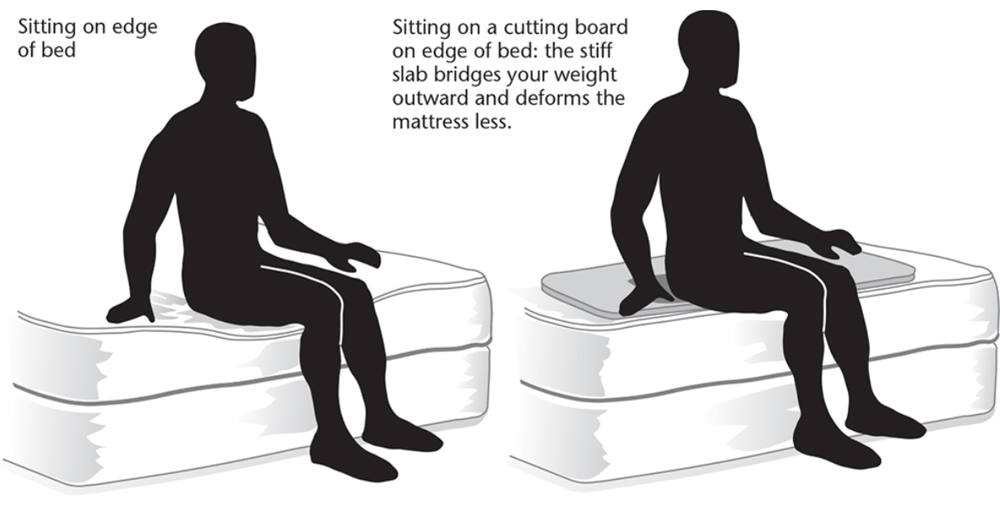 Sitting on edge
of bed
Sitting on a cutting board
on edge of bed: the stiff
slab bridges your weight
outward and deforms the
mattress less.